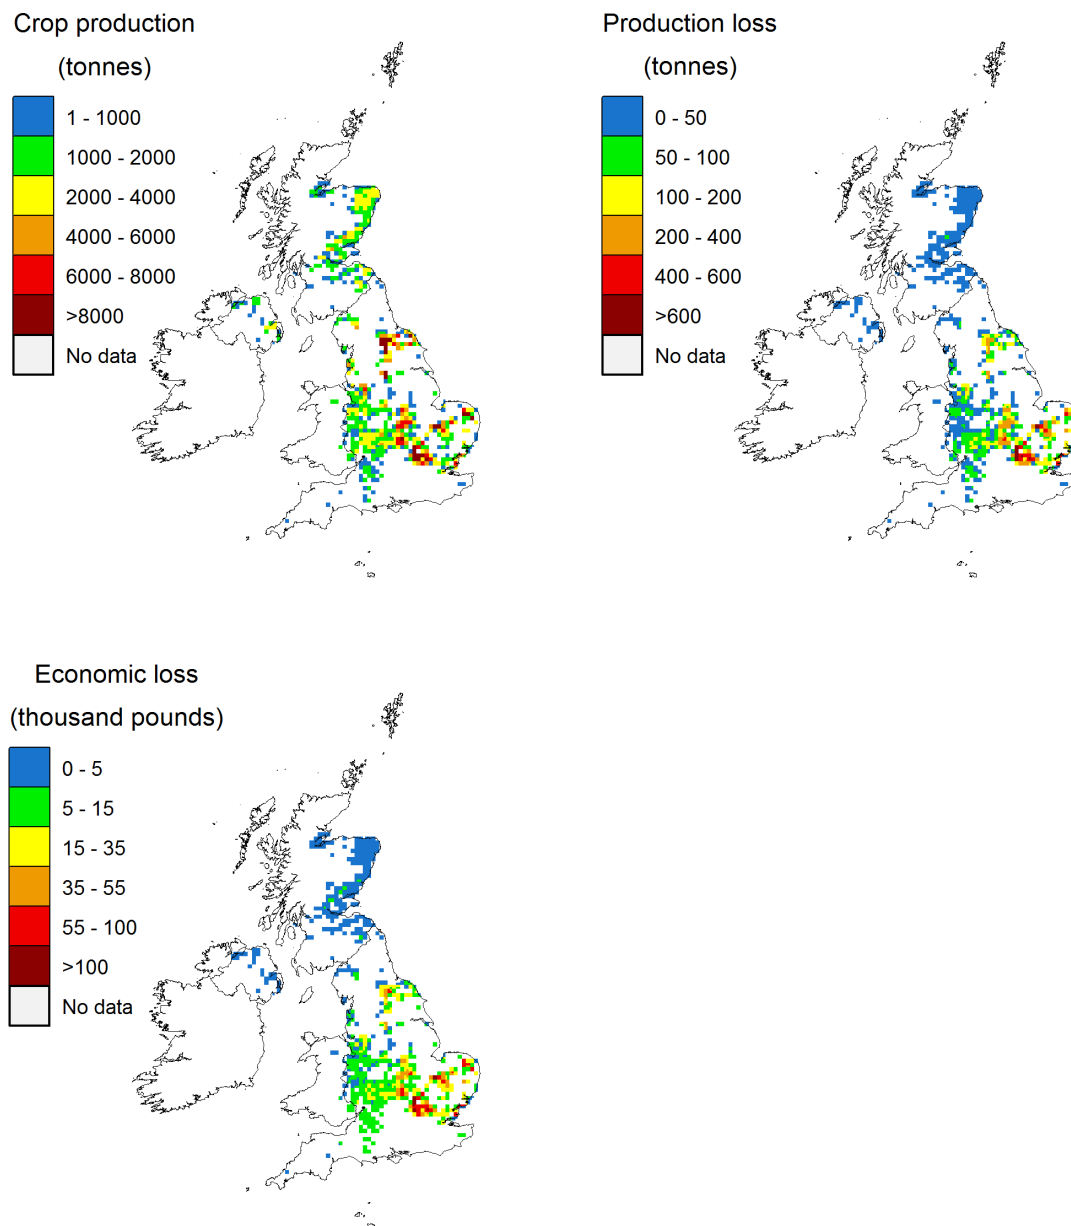 Crop production
(tonnes)
1 - 1000
1000 - 2000
2000 - 4000
4000 - 6000
6000 - 8000
>8000
No data
Production loss
(tonnes)
0 - 50
50 - 100
100 - 200
200 - 400
400 - 600
>600
No data
Economic loss
(thousand pounds)
0 - 5
5 - 15
15 - 35
35 - 55
55 - 100
>100
No data